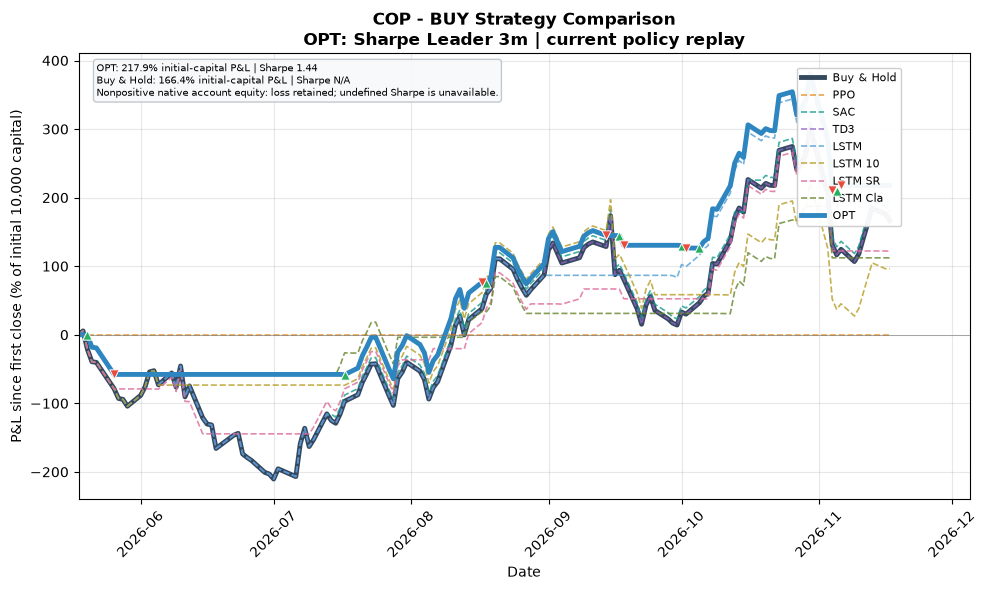 COP - BUY Strategy Comparison
OPT: Sharpe Leader 3m | current policy replay
OPT: 217.9% initial-capital P&L | Sharpe 1.44
Buy & Hold: 166.4% initial-capital P&L | Sharpe N/A
Nonpositive native account equity: loss retained; undefined Sharpe is unavailable.
Buy & Hold
PPO
SAC
TD3
LSTM
LSTM 10
LSTM SR
LSTM Cla
OPT
P&L since first close (% of initial 10,000 capital)
400
300
200
100
0
−100
−200
2026-06
2026-07
2026-08
2026-09
2026-10
2026-11
2026-12
Date